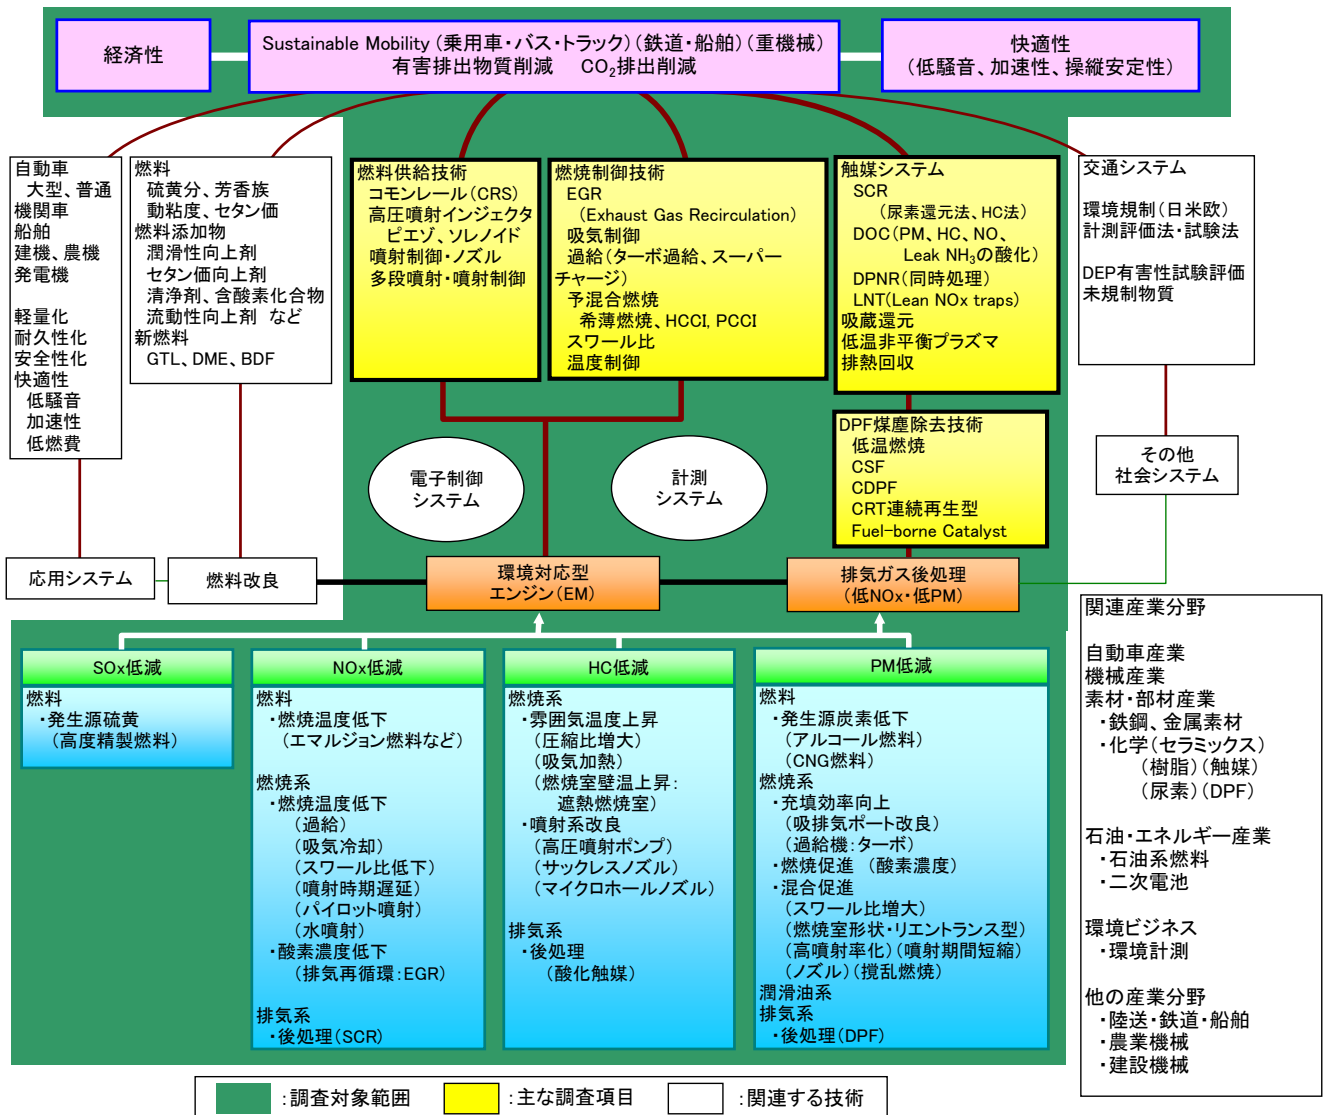 経済性
Sustainable Mobility (乗用車・バス・トラック) (鉄道・船舶) (重機械)
有害排出物質削減　CO₂排出削減
快適性
(低騒音、加速性、操縦安定性)
自動車
大型、普通
機関車
船舶
建機、農機
発電機
軽量化
耐久性化
安全性化
快適性
低騒音
加速性
低燃費
燃料
硫黄分、芳香族
動粘度、セタン価
燃料添加物
潤滑性向上剤
セタン価向上剤
清浄剤、含酸素化合物
流動性向上剤 など
新燃料
GTL、DME、BDF
燃料供給技術
コモンレール(CRS)
高圧噴射インジェクタ
ピエゾ、ソレノイド
噴射制御・ノズル
多段噴射・噴射制御
燃焼制御技術
EGR
(Exhaust Gas Recirculation)
吸気制御
過給(ターボ過給、スーパー
チャージ)
予混合燃焼
希薄燃焼、HCCI, PCCI
スワール比
温度制御
触媒システム
SCR
(尿素還元法、HC法)
DOC(PM、HC、NO、
Leak NH₃の酸化)
DPNR(同時処理)
LNT(Lean NOx traps)
吸蔵還元
低温非平衡プラズマ
排熱回収
交通システム
環境規制(日米欧)
計測評価法・試験法
DEP有害性試験評価
未規制物質
DPF煤塵除去技術
低温燃焼
CSF
CDPF
CRT連続再生型
Fuel-borne Catalyst
電子制御
システム
計測
システム
その他
社会システム
応用システム
燃料改良
環境対応型
エンジン(EM)
排気ガス後処理
(低NOx・低PM)
SOx低減
燃料
・発生源硫黄
(高度精製燃料)
NOx低減
燃料
・燃焼温度低下
(エマルジョン燃料など)
燃焼系
・燃焼温度低下
(過給)
(吸気冷却)
(スワール比低下)
(噴射時期遅延)
(パイロット噴射)
(水噴射)
・酸素濃度低下
(排気再循環:EGR)
排気系
・後処理(SCR)
HC低減
燃焼系
・雰囲気温度上昇
(圧縮比増大)
(吸気加熱)
(燃焼室壁温上昇:
遮熱燃焼室)
・噴射系改良
(高圧噴射ポンプ)
(サックレスノズル)
(マイクロホールノズル)
排気系
・後処理
(酸化触媒)
PM低減
燃料
・発生源炭素低下
(アルコール燃料)
(CNG燃料)
燃焼系
・充填効率向上
(吸排気ポート改良)
(過給機:ターボ)
・燃焼促進 (酸素濃度)
・混合促進
(スワール比増大)
(燃焼室形状・リエントランス型)
(高噴射率化)(噴射期間短縮)
(ノズル)(撹乱燃焼)
潤滑油系
排気系
・後処理(DPF)
関連産業分野
自動車産業
機械産業
素材・部材産業
・鉄鋼、金属素材
・化学(セラミックス)
(樹脂)(触媒)
(尿素)(DPF)
石油・エネルギー産業
・石油系燃料
・二次電池
環境ビジネス
・環境計測
他の産業分野
・陸送・鉄道・船舶
・農業機械
・建設機械
:調査対象範囲
:主な調査項目
:関連する技術